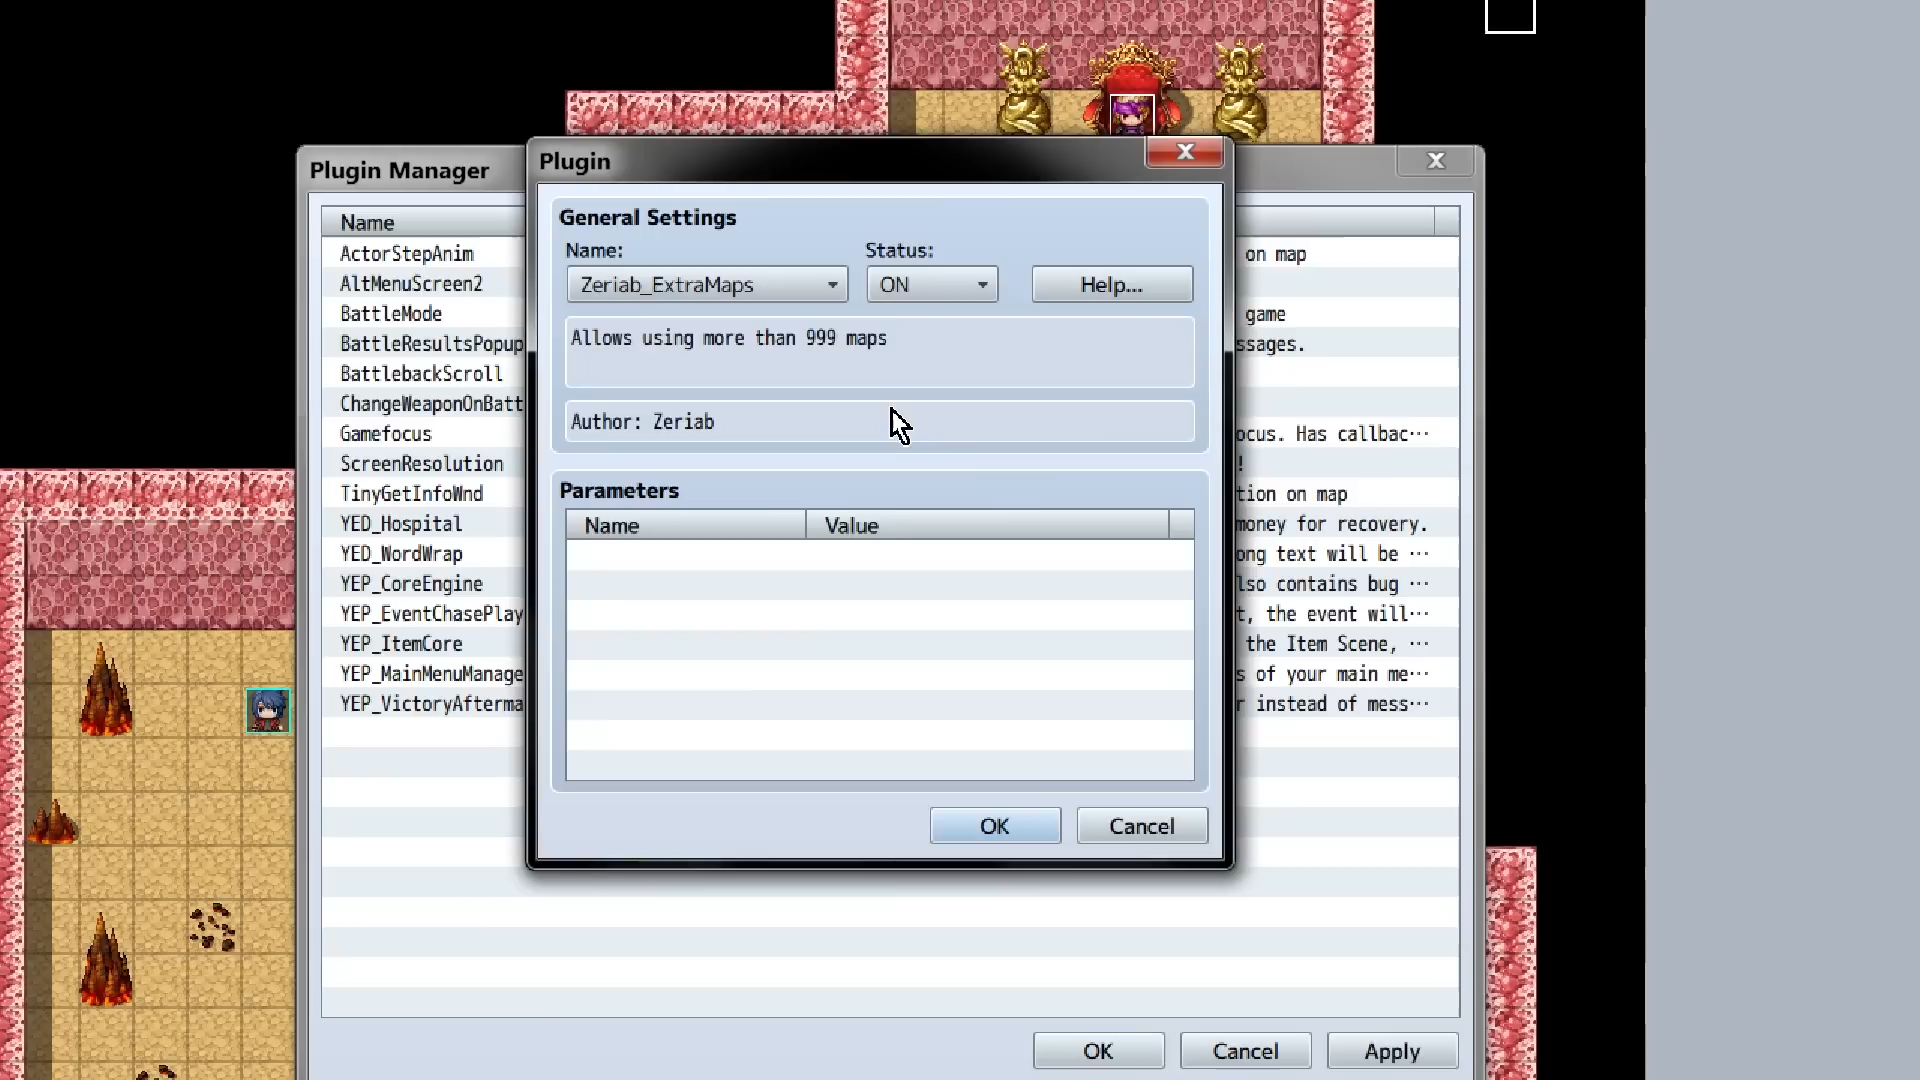 Plugin Manager
X
Name
ActorStepAnim
on map
AltMenuScreen2
BattleMode
game
BattleResultsPopup
ssages.
BattlebackScroll
ChangeWeaponOnBatt
Gamefocus
ocus. Has callbac⋯
ScreenResolution
!
TinyGetInfoWnd
tion on map
YED_Hospital
money for recovery.
YED_WordWrap
ong text will be ⋯
YEP_CoreEngine
lso contains bug ⋯
YEP_EventChasePlay
t, the event will⋯
YEP_ItemCore
the Item Scene, ⋯
YEP_MainMenuManage
s of your main me⋯
YEP_VictoryAfterma
r instead of mess⋯
Plugin
X
General Settings
Name:
Status:
Zeriab_ExtraMaps
ON
Help...
Allows using more than 999 maps
Author: Zeriab
Parameters
Name
Value
OK
Cancel
OK
Cancel
Apply